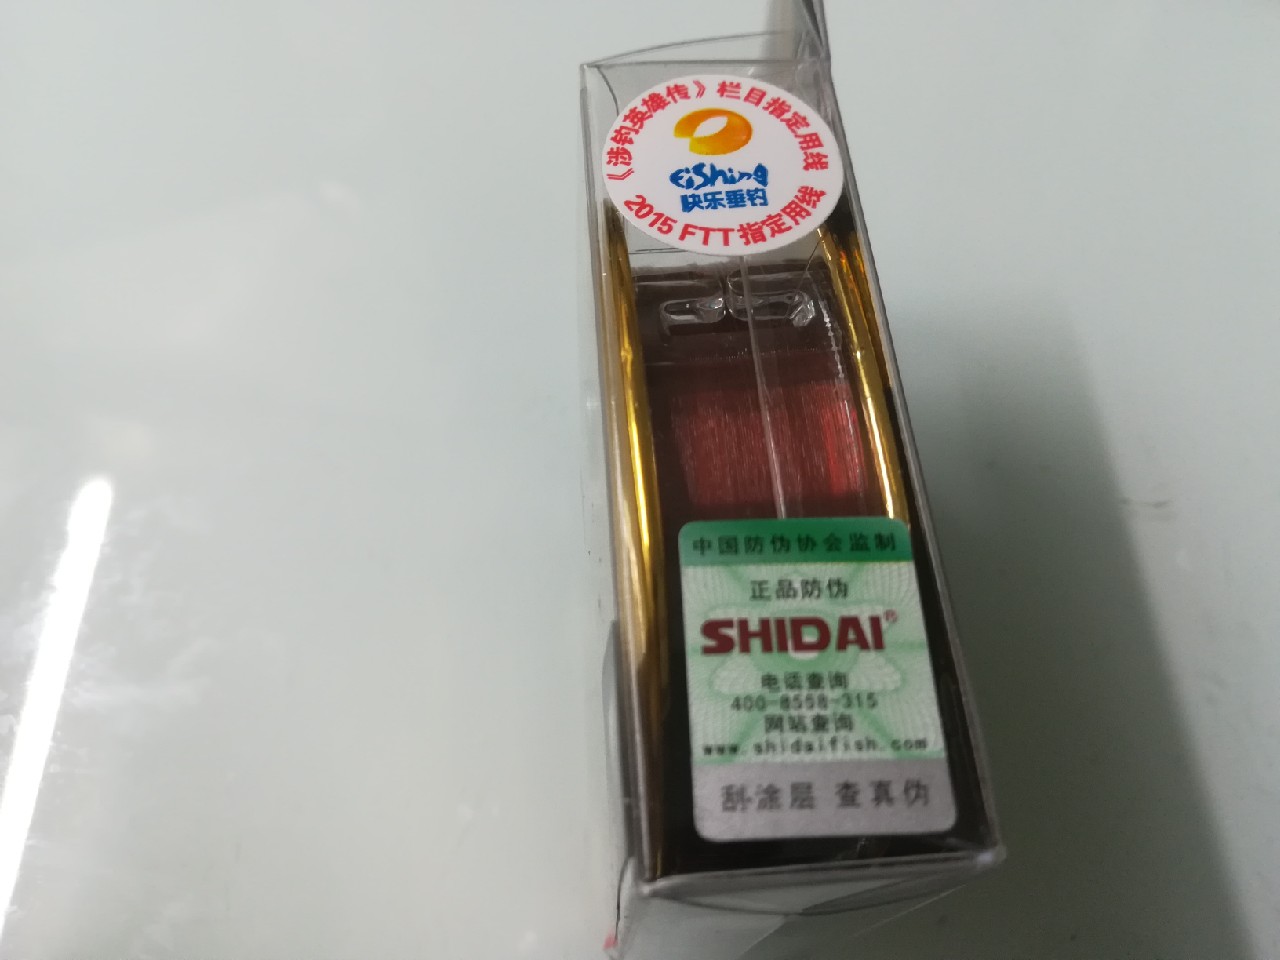 《涉钓英雄传》栏目指定用线
Fishing
快乐垂钓
2015 FTT指定用线
中国防伪协会监制
正品防伪
SHIDAI®
电话查询
400-8558-315
网站查询
www.shidaifish.com
刮涂层 查真伪